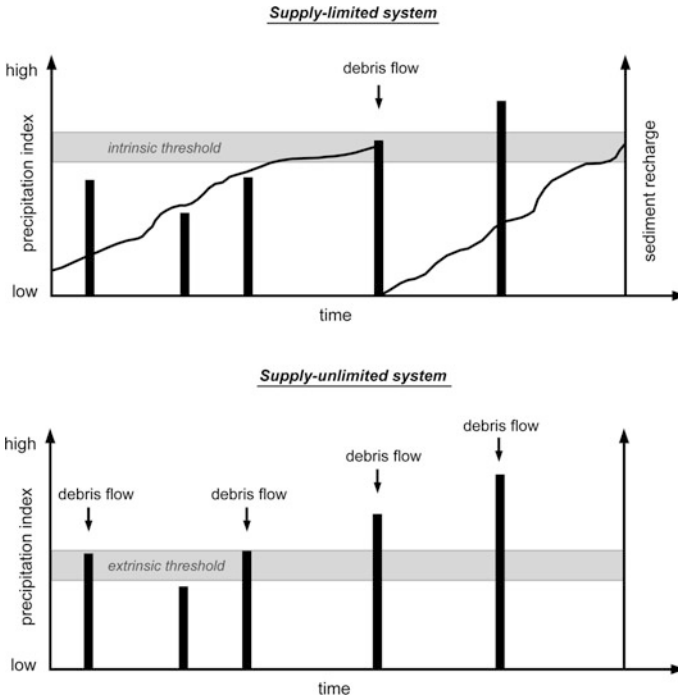 Supply-limited system
high
debris flow
intrinsic threshold
precipitation index
sediment recharge
low
time
Supply-unlimited system
high
debris flow
debris flow
debris flow
debris flow
extrinsic threshold
precipitation index
low
time